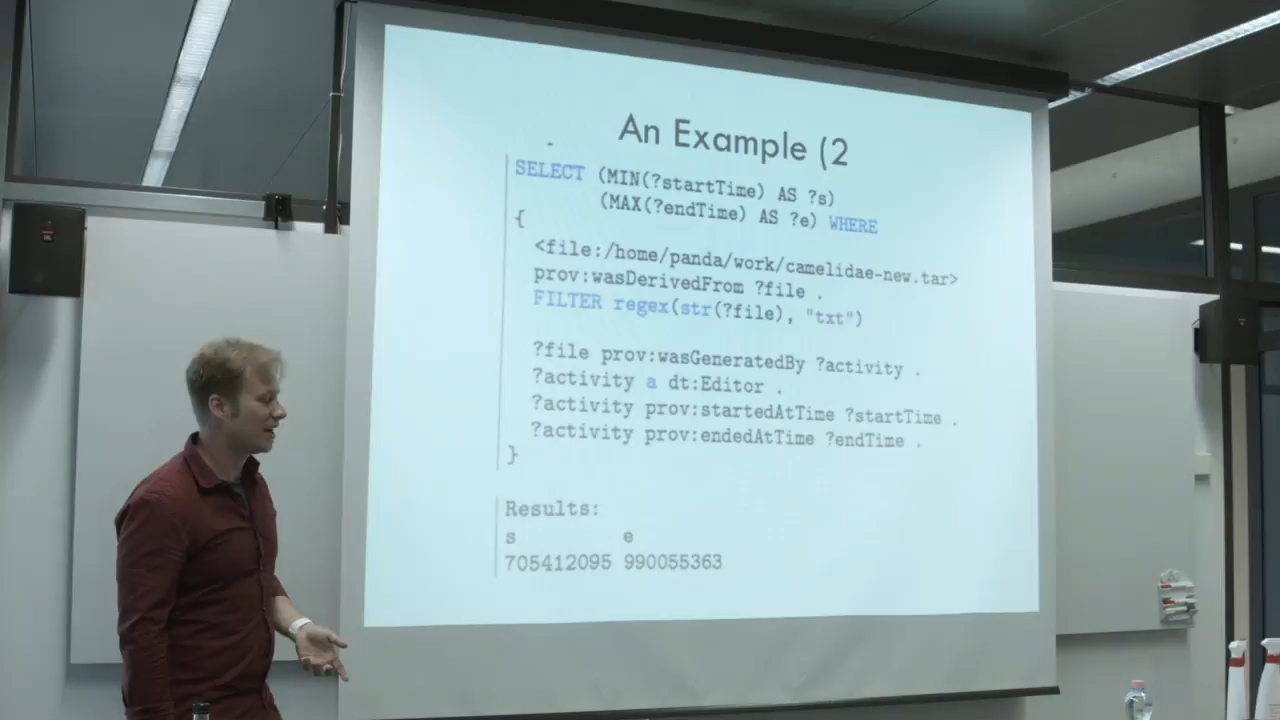 An Example (2
SELECT (MIN(?startTime) AS ?s)
(MAX(?endTime) AS ?e) WHERE
{
<file:/home/panda/work/camelidae-new.tar>
prov:wasDerivedFrom ?file .
FILTER regex(str(?file), "txt")
?file prov:wasGeneratedBy ?activity .
?activity a dt:Editor .
?activity prov:startedAtTime ?startTime .
?activity prov:endedAtTime ?endTime .
}
Results:
s e
705412095 990055363